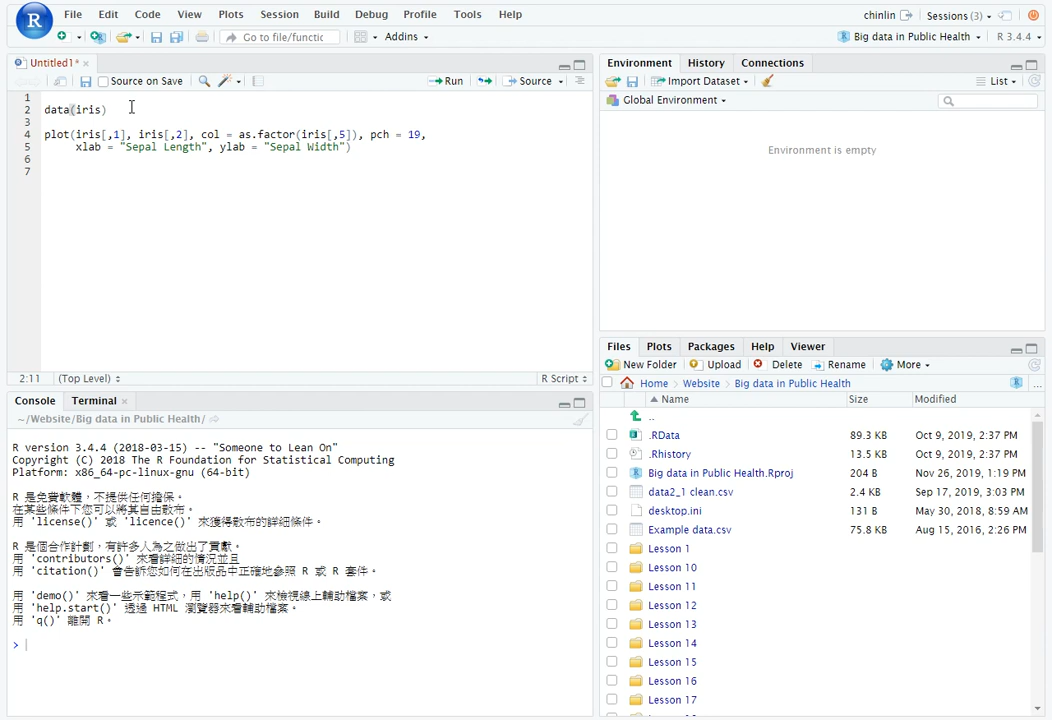 R File Edit Code View Plots Session Build Debug Profile Tools Help chinlin Sessions (3)
Go to file/functic Addins Big data in Public Health R 3.4.4
Untitled1*
Source on Save Run Source
1
2 data(iris)
3
4 plot(iris[,1], iris[,2], col = as.factor(iris[,5]), pch = 19,
5 xlab = "Sepal Length", ylab = "Sepal Width")
6
7
2:11 (Top Level) R Script
Console Terminal
~/Website/Big data in Public Health/
R version 3.4.4 (2018-03-15) -- "Someone to Lean On"
Copyright (C) 2018 The R Foundation for Statistical Computing
Platform: x86_64-pc-linux-gnu (64-bit)
R 是免費軟體，不提供任何擔保。
在某些條件下您可以將其自由散布。
用 'license()' 或 'licence()' 來獲得散布的詳細條件。
R 是個合作計劃，有許多人為之做出了貢獻。
用 'contributors()' 來看詳細的情況並且
用 'citation()' 會告訴您如何在出版品中正確地參照 R 或 R 套件。
用 'demo()' 來看一些示範程式，用 'help()' 來檢視線上輔助檔案，或
用 'help.start()' 透過 HTML 瀏覽器來看輔助檔案。
用 'q()' 離開 R。
>
Environment History Connections
Import Dataset List
Global Environment
Environment is empty
Files Plots Packages Help Viewer
New Folder Upload Delete Rename More
Home Website Big data in Public Health ...
Name Size Modified
..
.RData 89.3 KB Oct 9, 2019, 2:37 PM
.Rhistory 13.5 KB Oct 9, 2019, 2:37 PM
Big data in Public Health.Rproj 204 B Nov 26, 2019, 1:19 PM
data2_1 clean.csv 2.4 KB Sep 17, 2019, 3:03 PM
desktop.ini 131 B May 30, 2018, 8:59 AM
Example data.csv 75.8 KB Aug 15, 2016, 2:26 PM
Lesson 1
Lesson 10
Lesson 11
Lesson 12
Lesson 13
Lesson 14
Lesson 15
Lesson 16
Lesson 17